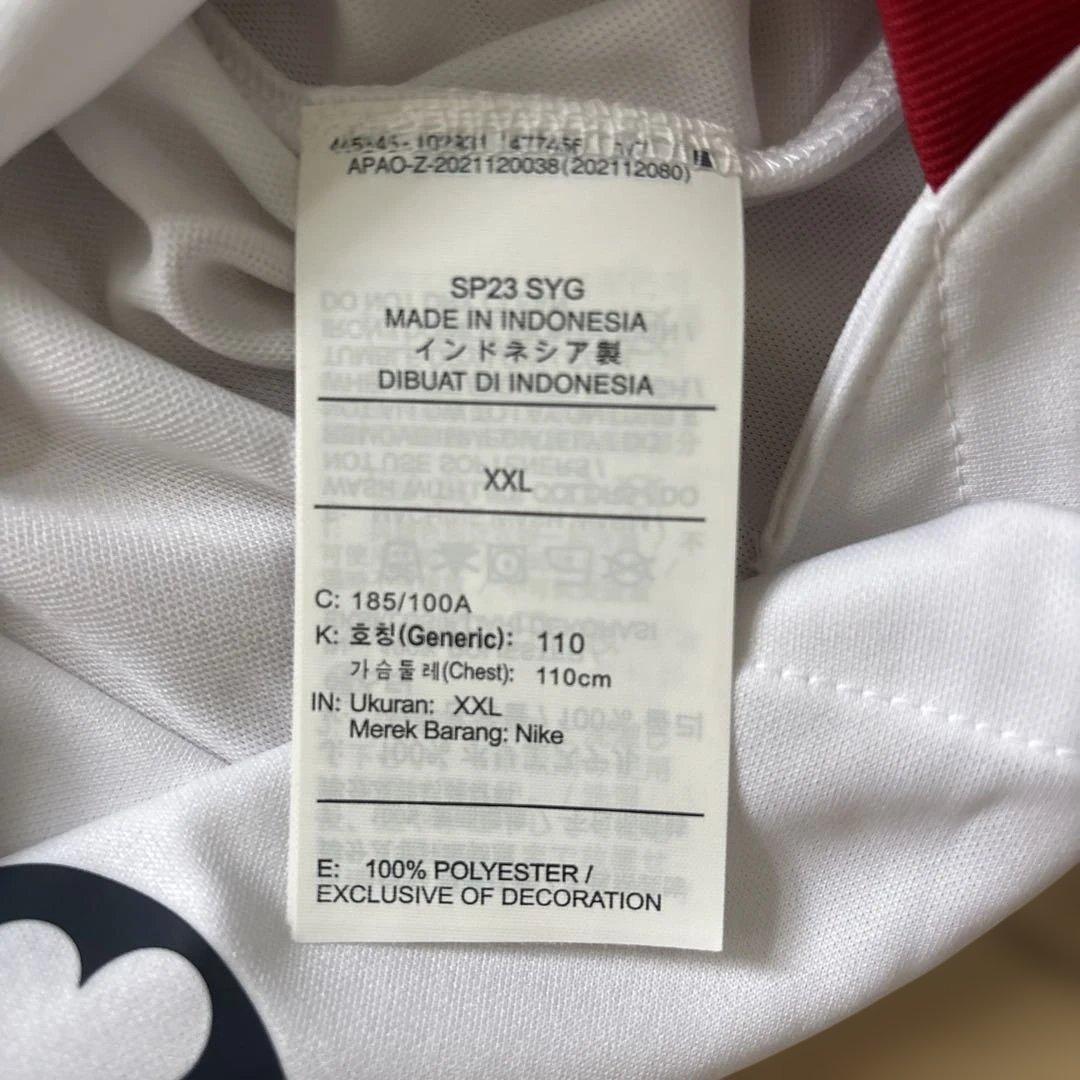 APAO-Z-2021120038(202112080)
SP23 SYG
MADE IN INDONESIA
インドネシア製
DIBUAT DI INDONESIA
XXL
C: 185/100A
K: 호칭(Generic): 110
가슴둘레(Chest): 110cm
IN: Ukuran: XXL
Merek Barang: Nike
E: 100% POLYESTER /
EXCLUSIVE OF DECORATION